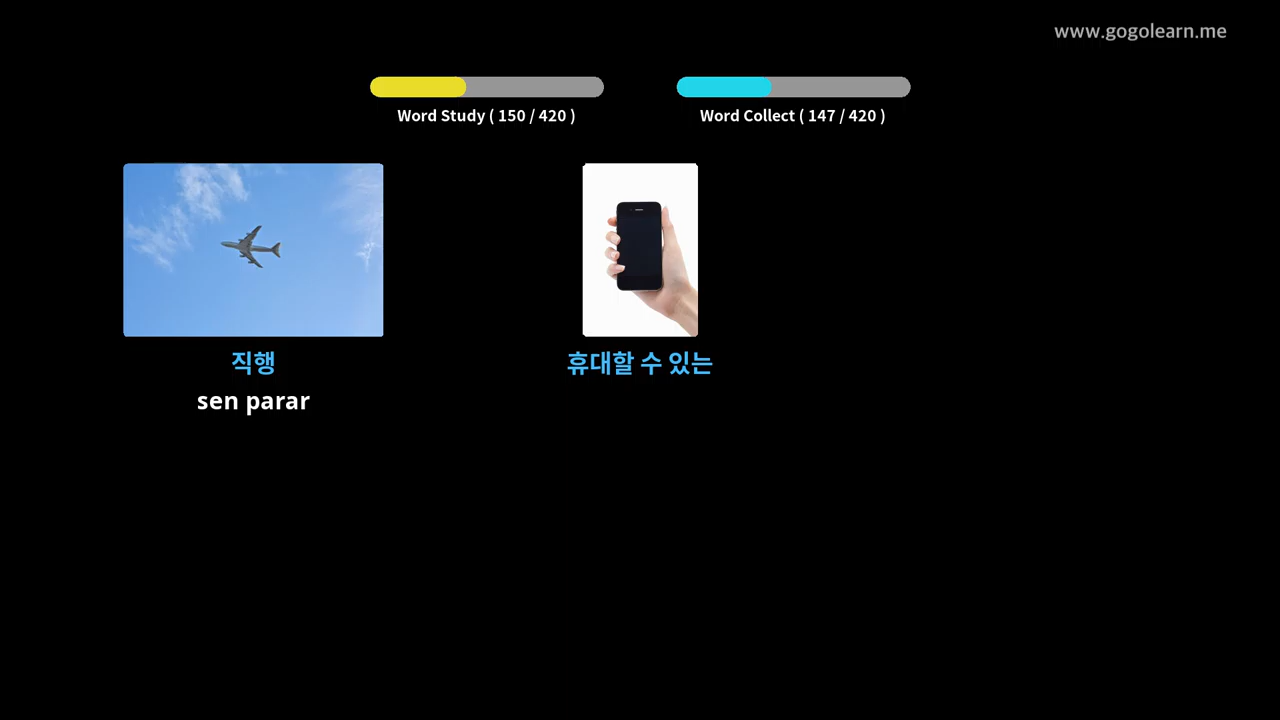 www.gogolearn.me
Word Study ( 150 / 420 )
Word Collect ( 147 / 420 )
직행
sen parar
휴대할 수 있는